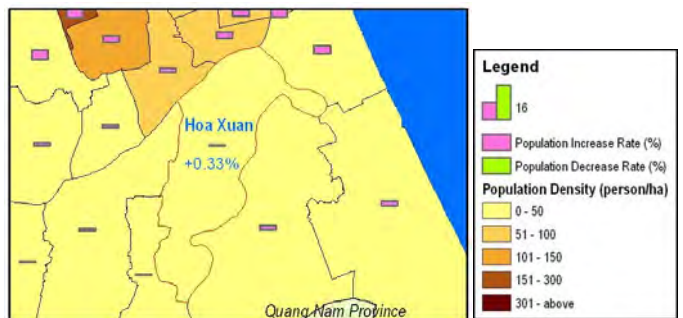 Hoa Xuan
+0.33%
Quang Nam Province
Legend
16
Population Increase Rate (%)
Population Decrease Rate (%)
Population Density (person/ha)
0 - 50
51 - 100
101 - 150
151 - 300
301 - above